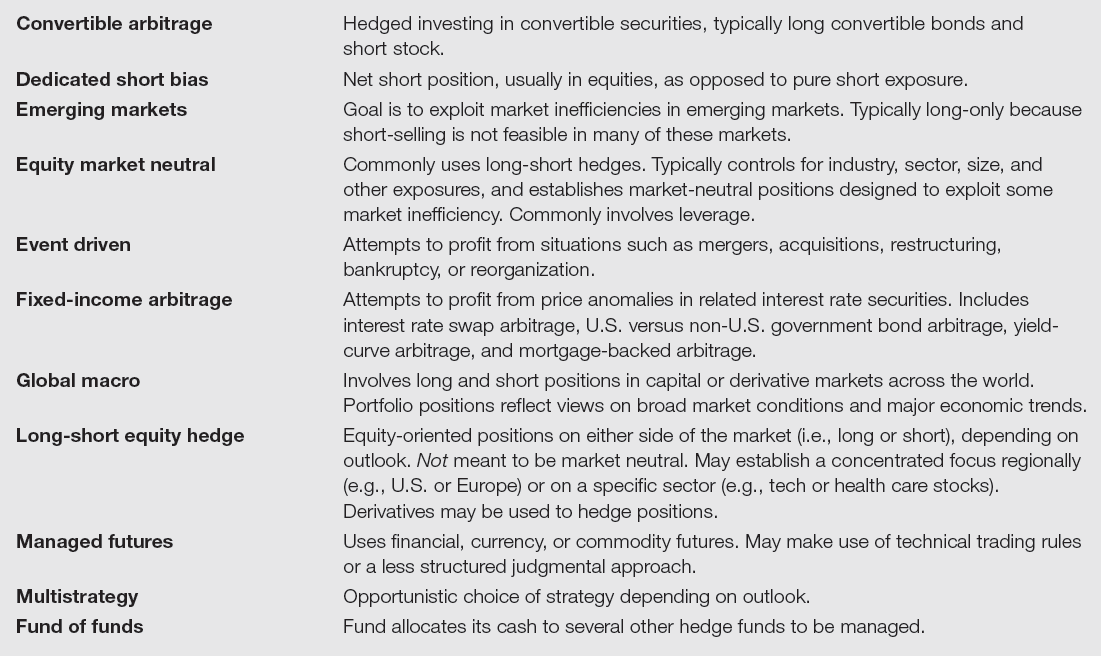 Convertible arbitrage Hedged investing in convertible securities, typically long convertible bonds and
short stock.
Dedicated short bias Net short position, usually in equities, as opposed to pure short exposure.
Emerging markets Goal is to exploit market inefficiencies in emerging markets. Typically long-only because
short-selling is not feasible in many of these markets.
Equity market neutral Commonly uses long-short hedges. Typically controls for industry, sector, size, and
other exposures, and establishes market-neutral positions designed to exploit some
market inefficiency. Commonly involves leverage.
Event driven Attempts to profit from situations such as mergers, acquisitions, restructuring,
bankruptcy, or reorganization.
Fixed-income arbitrage Attempts to profit from price anomalies in related interest rate securities. Includes
interest rate swap arbitrage, U.S. versus non-U.S. government bond arbitrage, yield-
curve arbitrage, and mortgage-backed arbitrage.
Global macro Involves long and short positions in capital or derivative markets across the world.
Portfolio positions reflect views on broad market conditions and major economic trends.
Long-short equity hedge Equity-oriented positions on either side of the market (i.e., long or short), depending on
outlook. Not meant to be market neutral. May establish a concentrated focus regionally
(e.g., U.S. or Europe) or on a specific sector (e.g., tech or health care stocks).
Derivatives may be used to hedge positions.
Managed futures Uses financial, currency, or commodity futures. May make use of technical trading rules
or a less structured judgmental approach.
Multistrategy Opportunistic choice of strategy depending on outlook.
Fund of funds Fund allocates its cash to several other hedge funds to be managed.